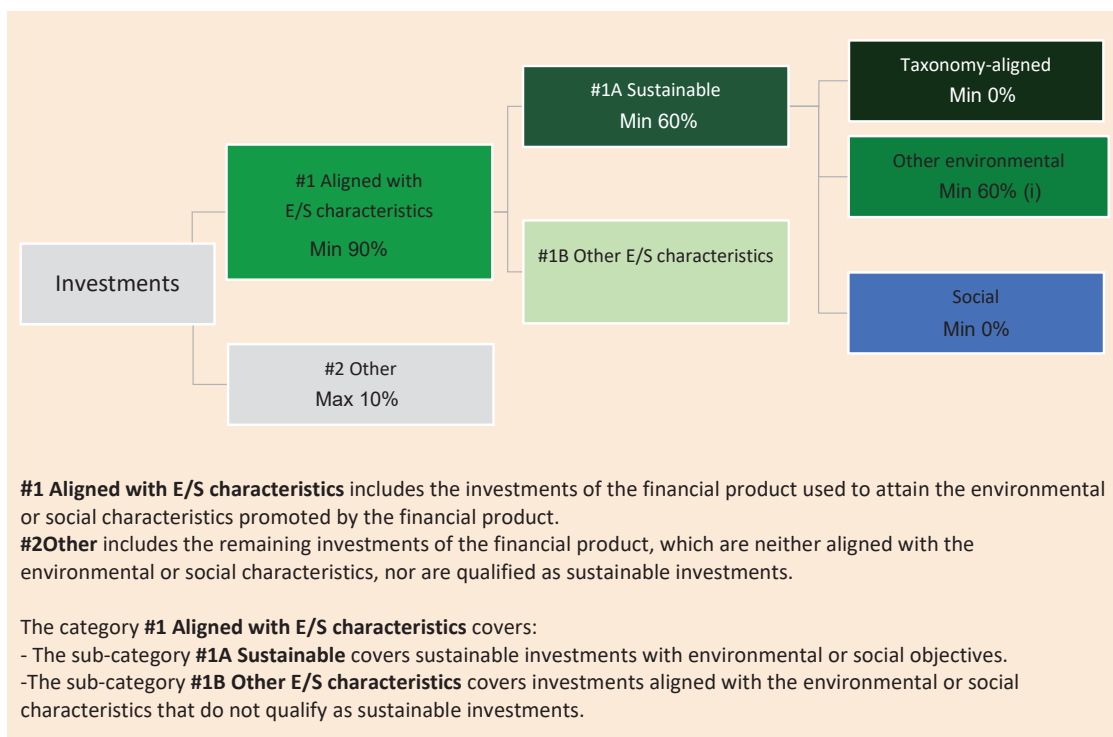 Investments
#1 Aligned with
E/S characteristics
Min 90%
#2 Other
Max 10%
#1A Sustainable
Min 60%
#1B Other E/S characteristics
Taxonomy-aligned
Min 0%
Other environmental
Min 60% (i)
Social
Min 0%
#1 Aligned with E/S characteristics includes the investments of the financial product used to attain the environmental
or social characteristics promoted by the financial product.
#2Other includes the remaining investments of the financial product, which are neither aligned with the
environmental or social characteristics, nor are qualified as sustainable investments.
The category #1 Aligned with E/S characteristics covers:
- The sub-category #1A Sustainable covers sustainable investments with environmental or social objectives.
-The sub-category #1B Other E/S characteristics covers investments aligned with the environmental or social
characteristics that do not qualify as sustainable investments.